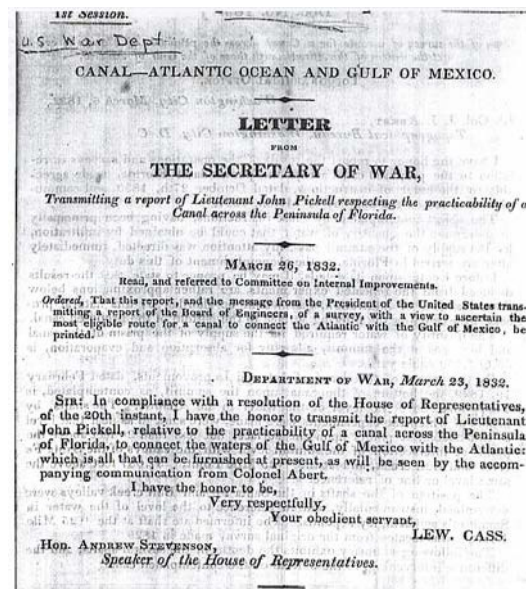 1st Session.
U.S. War Dept
CANAL—ATLANTIC OCEAN AND GULF OF MEXICO.
LETTER
FROM
THE SECRETARY OF WAR,
Transmitting a report of Lieutenant John Pickell respecting the practicability of a
Canal across the Peninsula of Florida.
MARCH 26, 1832.
Read, and referred to Committee on Internal Improvements.
Ordered, That this report, and the message from the President of the United States trans-
mitting a report of the Board of Engineers, of a survey, with a view to ascertain the
most eligible route for a canal to connect the Atlantic with the Gulf of Mexico, be
printed.
DEPARTMENT OF WAR, March 23, 1832.
SIR: In compliance with a resolution of the House of Representatives,
of the 20th instant, I have the honor to transmit the report of Lieutenant
John Pickell, relative to the practicability of a canal across the Peninsula
of Florida, to connect the waters of the Gulf of Mexico with the Atlantic:
which is all that can be furnished at present, as will be seen by the accom-
panying communication from Colonel Abert.
I have the honor to be,
Very respectfully,
Your obedient servant,
LEW. CASS.
HON. ANDREW STEVENSON,
Speaker of the House of Representatives.